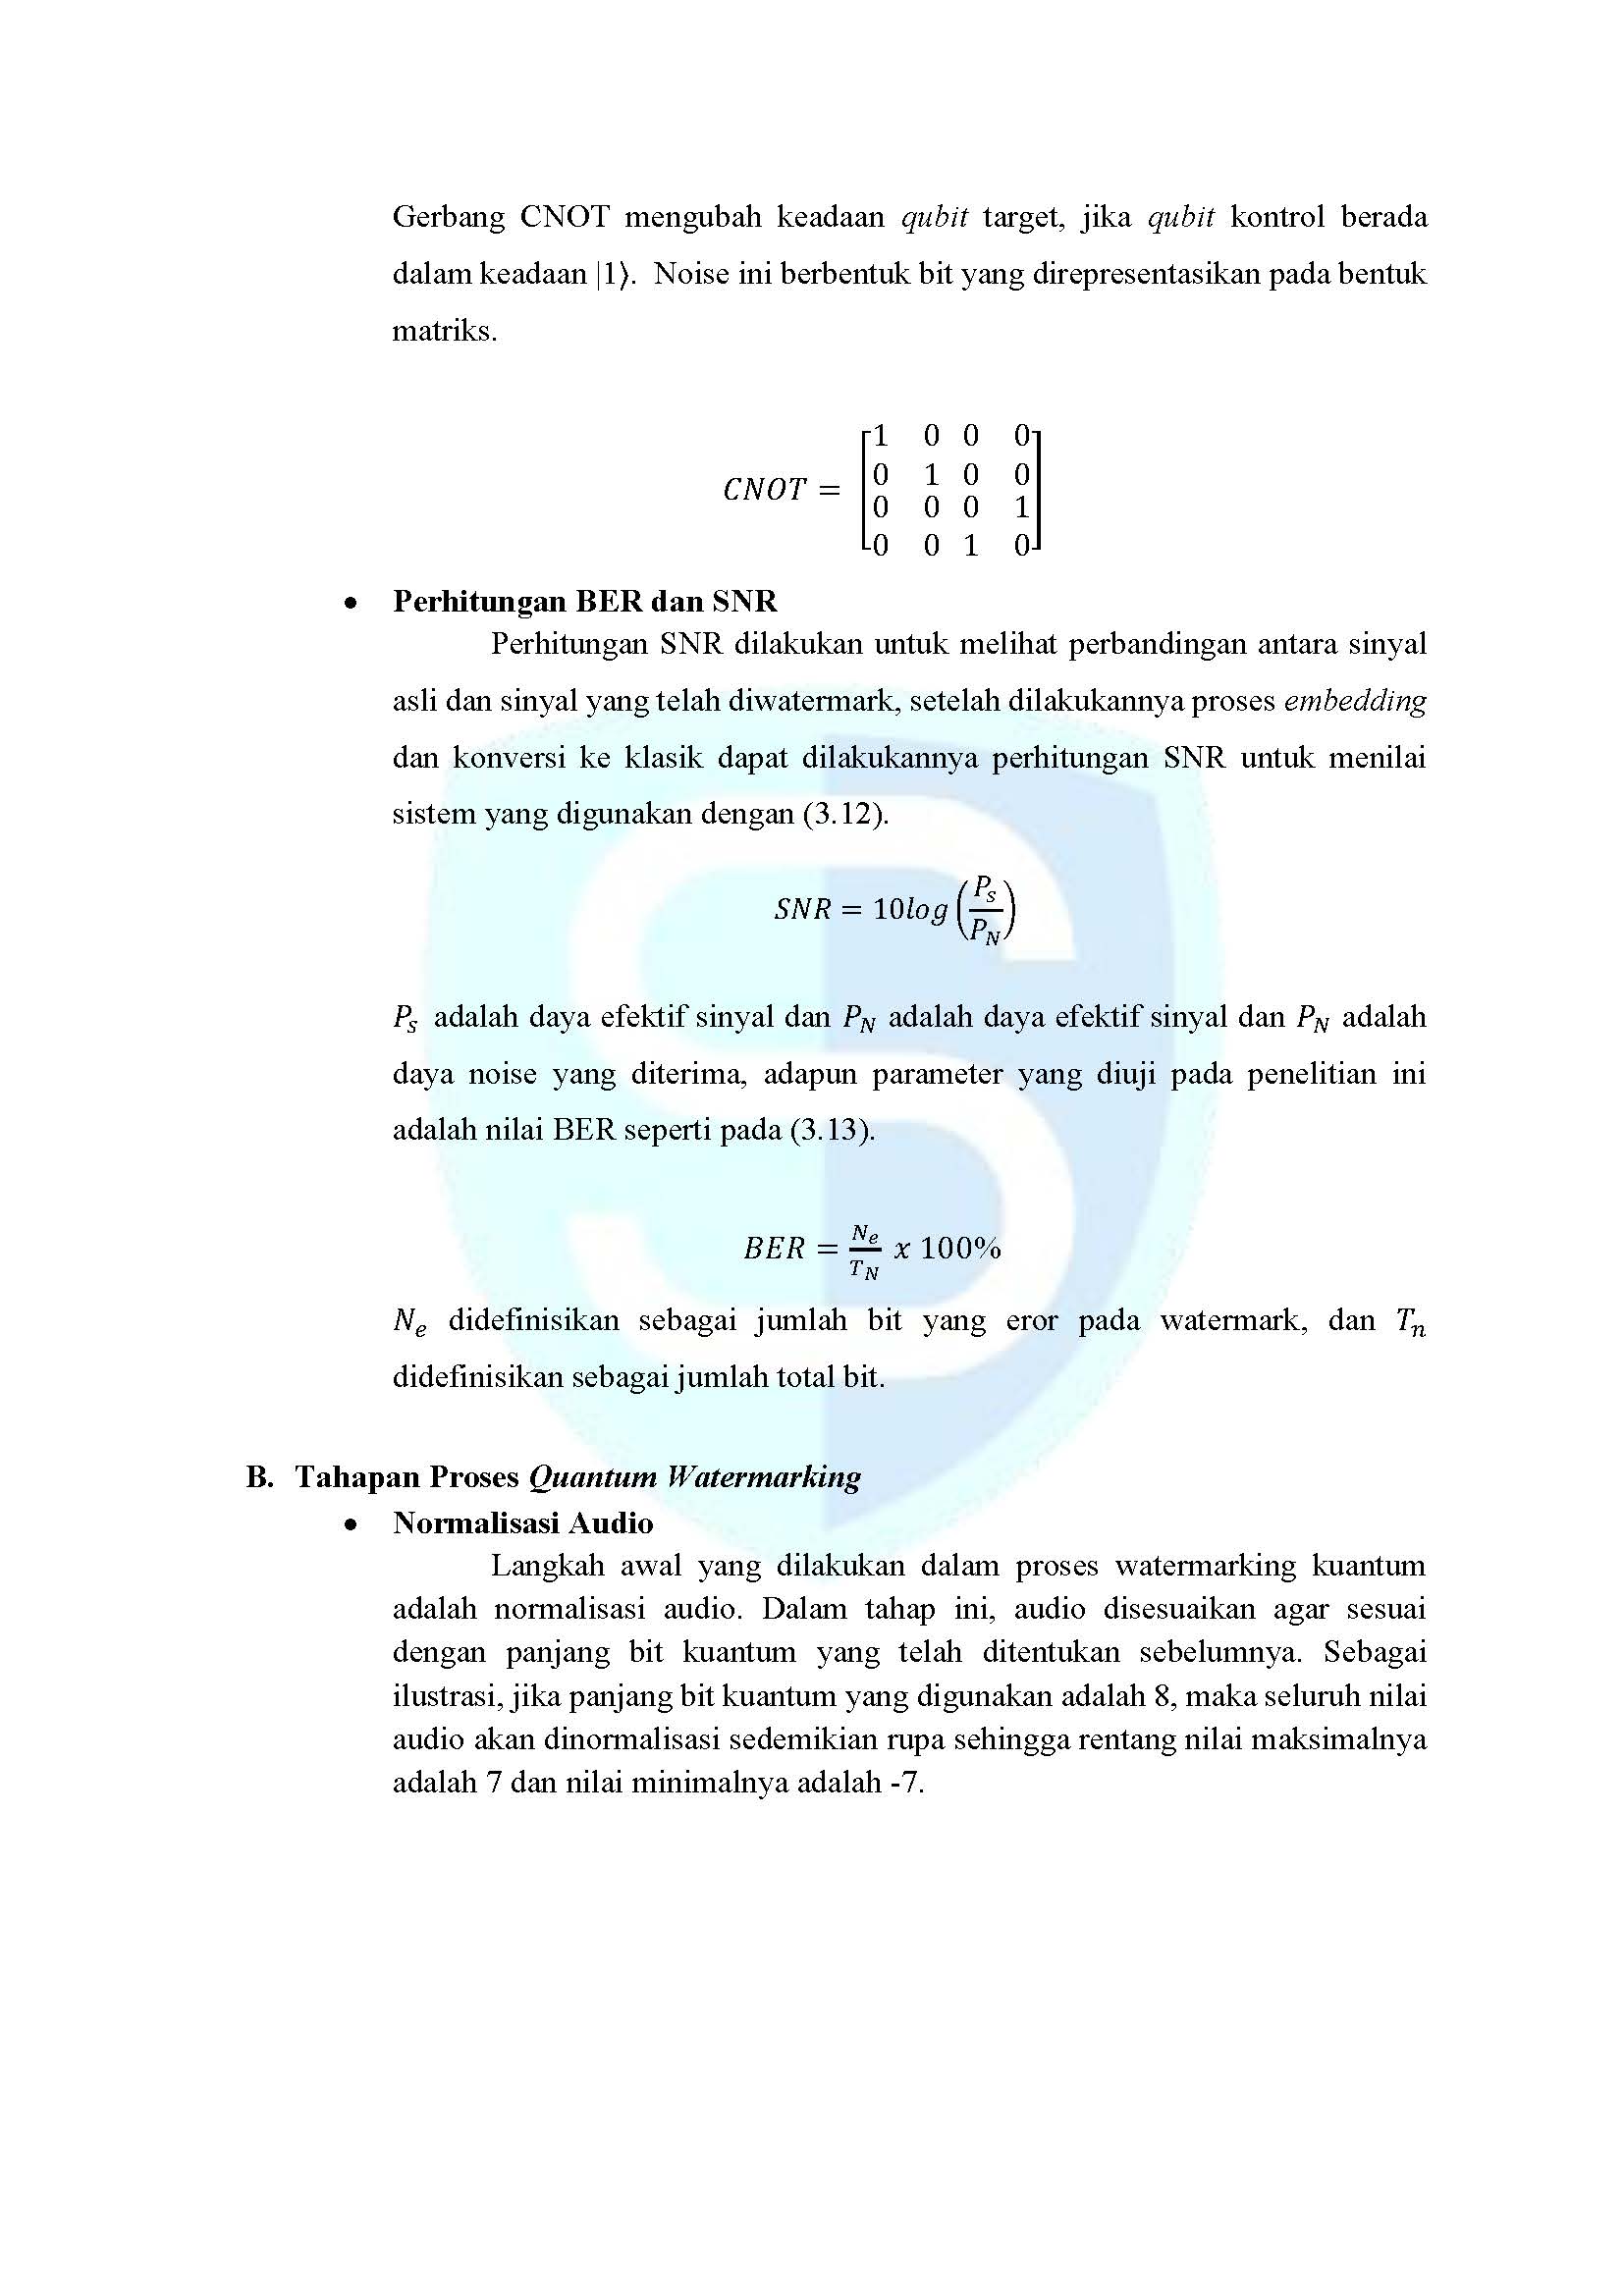 Gerbang CNOT mengubah keadaan qubit target, jika qubit kontrol berada
dalam keadaan |1⟩. Noise ini berbentuk bit yang direpresentasikan pada bentuk
matriks.
CNOT = [1 0 0 0
0 1 0 0
0 0 0 1
0 0 1 0]
• Perhitungan BER dan SNR
Perhitungan SNR dilakukan untuk melihat perbandingan antara sinyal
asli dan sinyal yang telah diwatermark, setelah dilakukannya proses embedding
dan konversi ke klasik dapat dilakukannya perhitungan SNR untuk menilai
sistem yang digunakan dengan (3.12).
SNR = 10log (P_s / P_N)
P_s adalah daya efektif sinyal dan P_N adalah daya efektif sinyal dan P_N adalah
daya noise yang diterima, adapun parameter yang diuji pada penelitian ini
adalah nilai BER seperti pada (3.13).
BER = N_e / T_N x 100%
N_e didefinisikan sebagai jumlah bit yang eror pada watermark, dan T_n
didefinisikan sebagai jumlah total bit.
B. Tahapan Proses Quantum Watermarking
• Normalisasi Audio
Langkah awal yang dilakukan dalam proses watermarking kuantum
adalah normalisasi audio. Dalam tahap ini, audio disesuaikan agar sesuai
dengan panjang bit kuantum yang telah ditentukan sebelumnya. Sebagai
ilustrasi, jika panjang bit kuantum yang digunakan adalah 8, maka seluruh nilai
audio akan dinormalisasi sedemikian rupa sehingga rentang nilai maksimalnya
adalah 7 dan nilai minimalnya adalah -7.